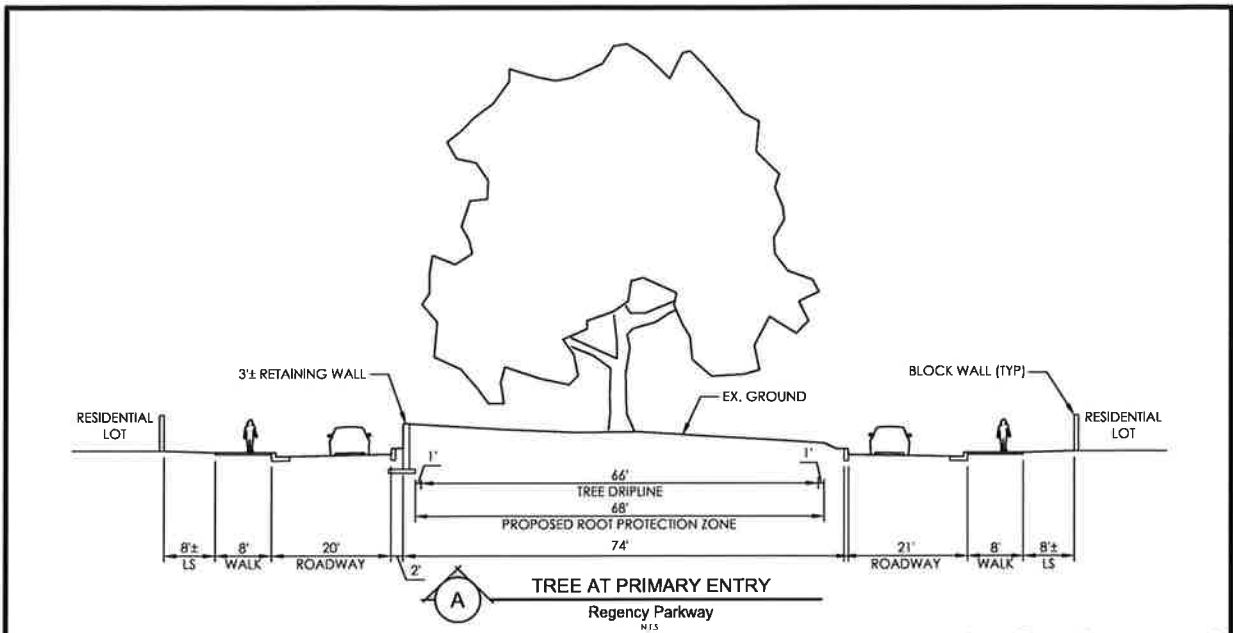 3'± RETAINING WALL
BLOCK WALL (TYP)
EX. GROUND
RESIDENTIAL
LOT
RESIDENTIAL
LOT
1'
1'
66'
TREE DRIPLINE
68'
PROPOSED ROOT PROTECTION ZONE
8'±
LS
8'
WALK
20'
ROADWAY
2'
74'
21'
ROADWAY
8'
WALK
8'±
LS
A
TREE AT PRIMARY ENTRY
Regency Parkway
N.T.S